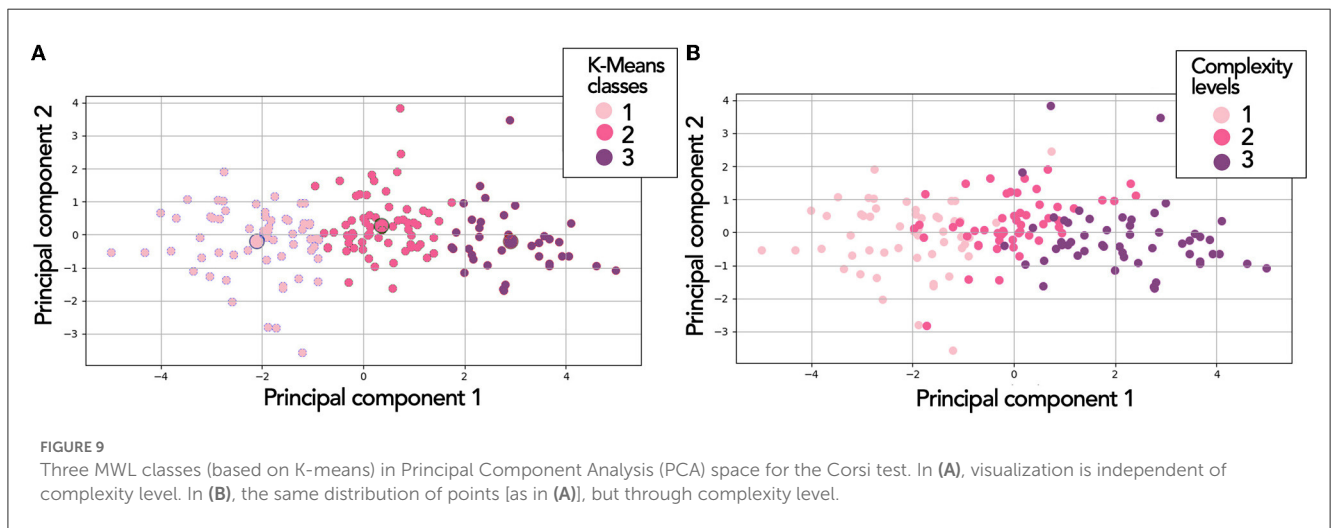 A
K-Means
classes
1
2
3
Principal component 2
4
3
2
1
0
−1
−2
−3
−4
−2
0
2
4
Principal component 1
B
Complexity
levels
1
2
3
Principal component 2
4
3
2
1
0
−1
−2
−3
−4
−2
0
2
4
Principal component 1
FIGURE 9
Three MWL classes (based on K-means) in Principal Component Analysis (PCA) space for the Corsi test. In (A), visualization is independent of
complexity level. In (B), the same distribution of points [as in (A)], but through complexity level.